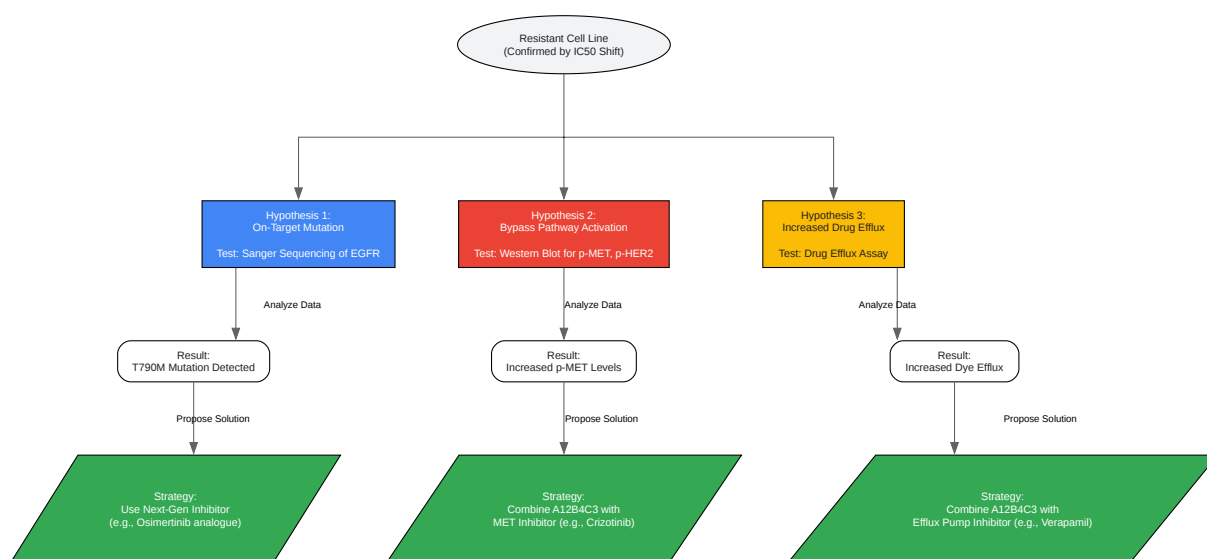 Resistant Cell Line
(Confirmed by IC50 Shift)
Hypothesis 1:
On-Target Mutation
Test: Sanger Sequencing of EGFR
Hypothesis 2:
Bypass Pathway Activation
Test: Western Blot for p-MET, p-HER2
Hypothesis 3:
Increased Drug Efflux
Test: Drug Efflux Assay
Analyze Data
Analyze Data
Analyze Data
Result:
T790M Mutation Detected
Result:
Increased p-MET Levels
Result:
Increased Dye Efflux
Propose Solution
Propose Solution
Propose Solution
Strategy:
Use Next-Gen Inhibitor
(e.g., Osimertinib analogue)
Strategy:
Combine A12B4C3 with
MET Inhibitor (e.g., Crizotinib)
Strategy:
Combine A12B4C3 with
Efflux Pump Inhibitor (e.g., Verapamil)